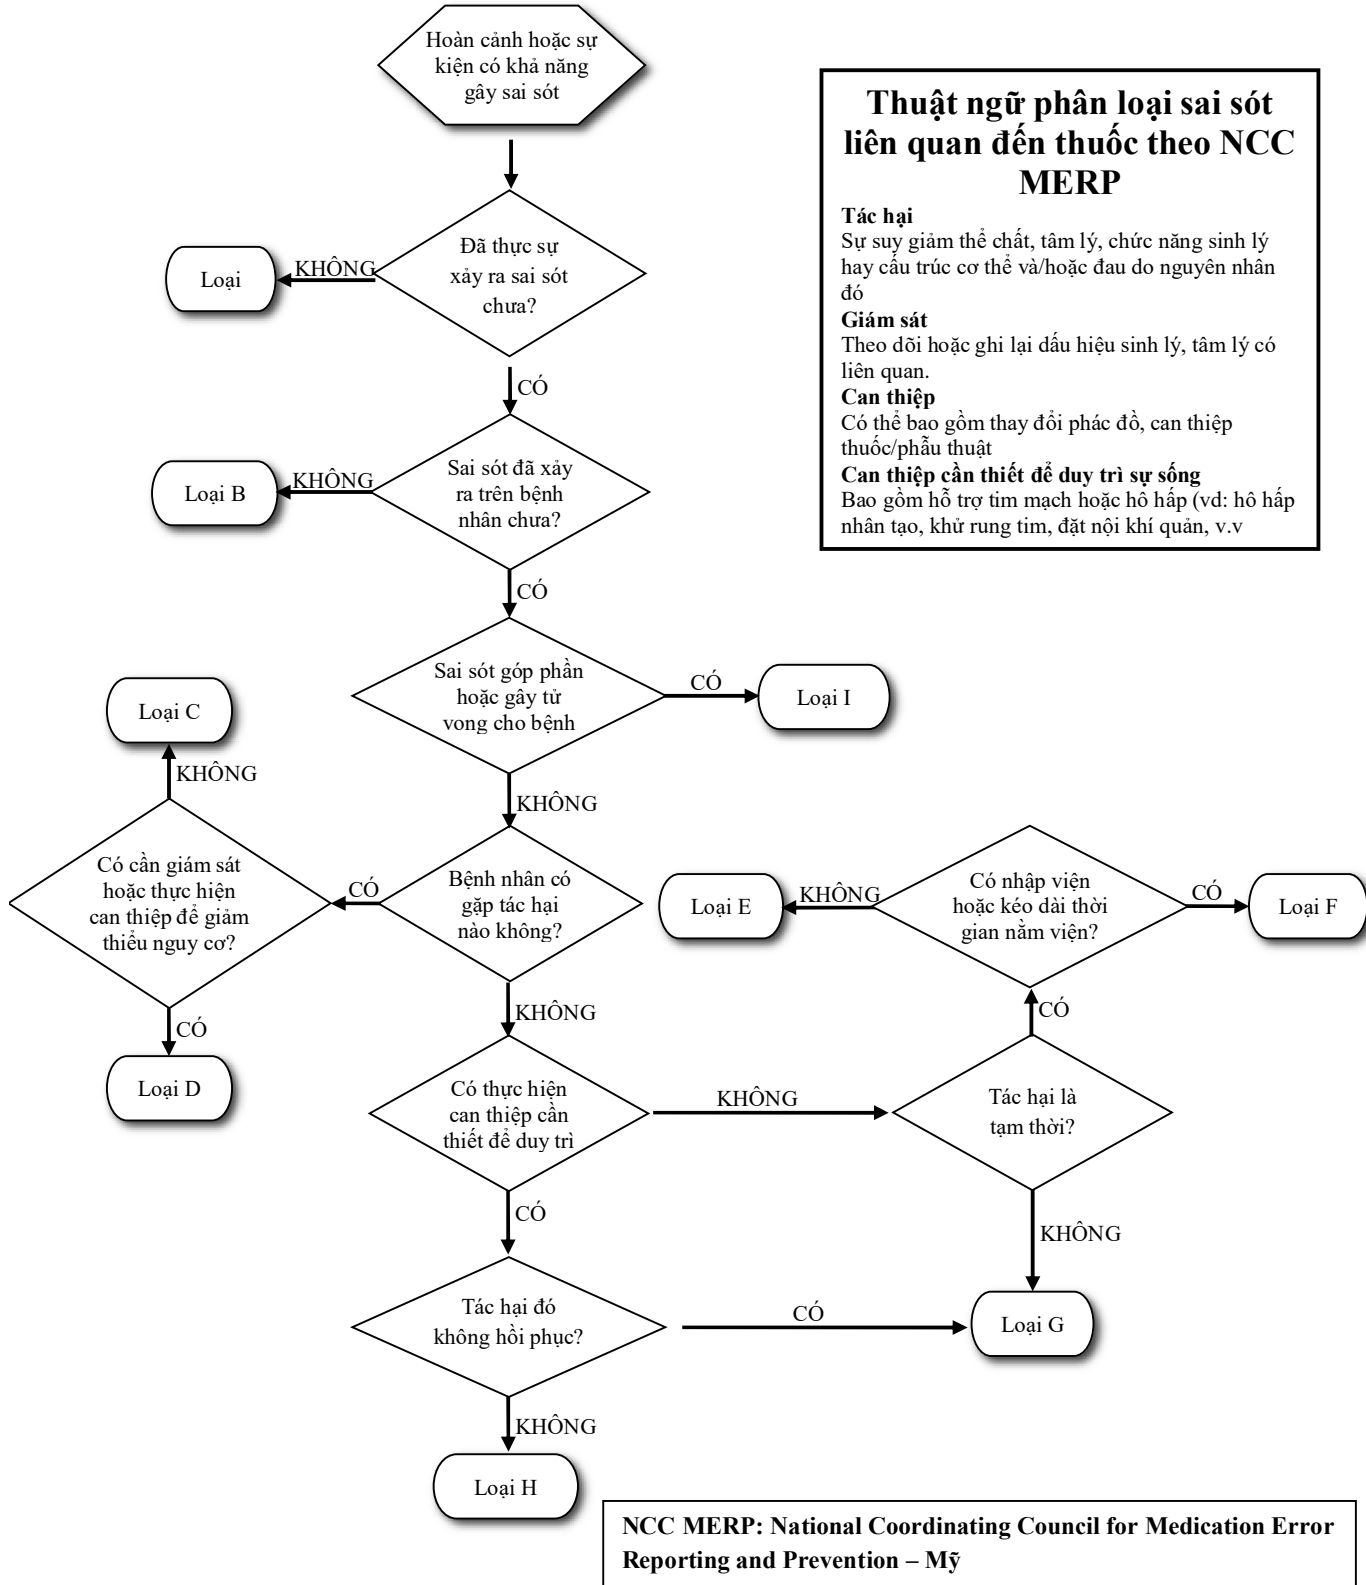 Hoàn cảnh hoặc sự
kiện có khả năng
gây sai sót
Thuật ngữ phân loại sai sót
liên quan đến thuốc theo NCC
MERP
Tác hại
Sự suy giảm thể chất, tâm lý, chức năng sinh lý
hay cấu trúc cơ thể và/hoặc đau do nguyên nhân
đó
Giám sát
Theo dõi hoặc ghi lại dấu hiệu sinh lý, tâm lý có
liên quan.
Can thiệp
Có thể bao gồm thay đổi phác đồ, can thiệp
thuốc/phẫu thuật
Can thiệp cần thiết để duy trì sự sống
Bao gồm hỗ trợ tim mạch hoặc hô hấp (vd: hô hấp
nhân tạo, khử rung tim, đặt nội khí quản, v.v
Đã thực sự
xảy ra sai sót
chưa?
KHÔNG
Loại
CÓ
Sai sót đã xảy
ra trên bệnh
nhân chưa?
KHÔNG
Loại B
CÓ
Sai sót góp phần
hoặc gây tử
vong cho bệnh
CÓ
Loại I
KHÔNG
Loại C
KHÔNG
Có cần giám sát
hoặc thực hiện
can thiệp để giảm
thiểu nguy cơ?
CÓ
Bệnh nhân có
gặp tác hại
nào không?
Loại E
KHÔNG
Có nhập viện
hoặc kéo dài thời
gian nằm viện?
CÓ
Loại F
CÓ
Loại D
KHÔNG
CÓ
Có thực hiện
can thiệp cần
thiết để duy trì
KHÔNG
Tác hại là
tạm thời?
CÓ
KHÔNG
Tác hại đó
không hồi phục?
CÓ
Loại G
KHÔNG
Loại H
NCC MERP: National Coordinating Council for Medication Error
Reporting and Prevention – Mỹ